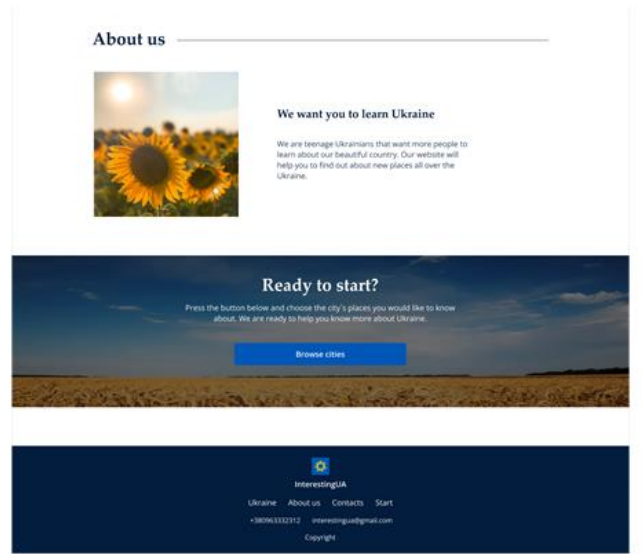 About us
We want you to learn Ukraine
We are teenage Ukrainians that want more people to
learn about our beautiful country. Our website will
help you to find out about new places all over the
Ukraine.
Ready to start?
Press the button below and choose the city's places you would like to know
about. We are ready to help you know more about Ukraine.
Browse cities
InterestingUA
Ukraine About us Contacts Start
+380963332312 interestingua@gmail.com
Copyright